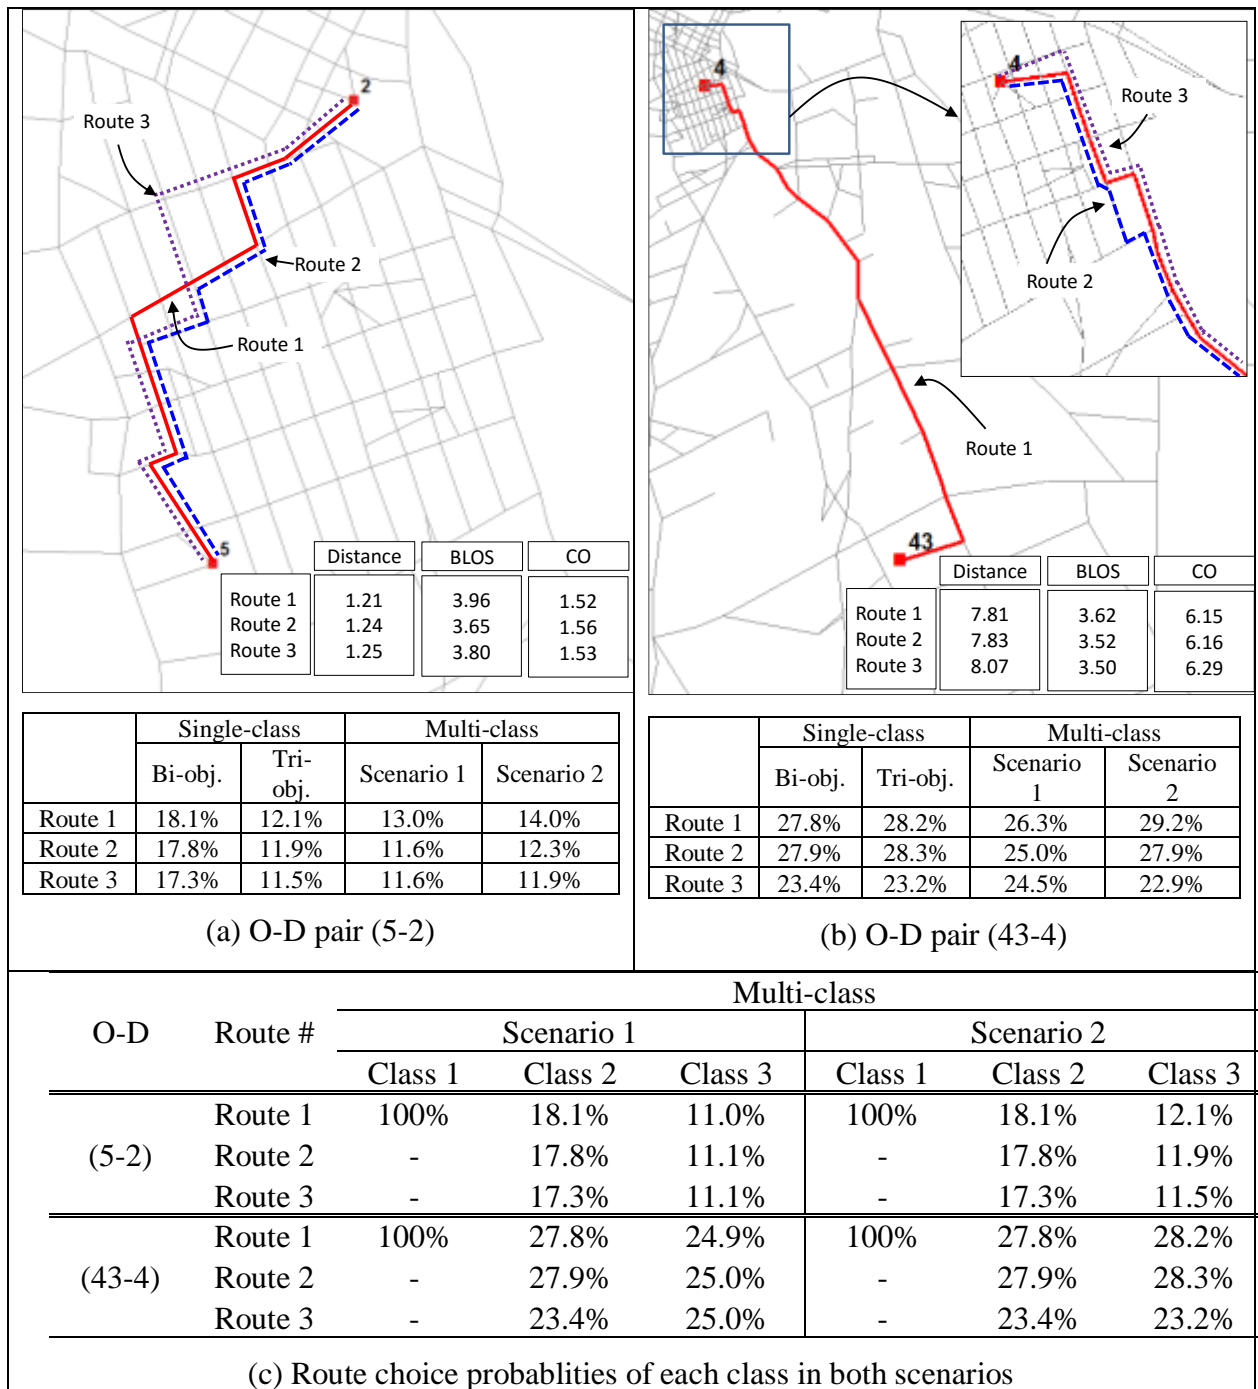 2
Route 3
Route 2
Route 1
5
Distance BLOS CO
Route 1 1.21 3.96 1.52
Route 2 1.24 3.65 1.56
Route 3 1.25 3.80 1.53
Single-class Multi-class
Bi-obj. Tri-
obj. Scenario 1 Scenario 2
Route 1 18.1% 12.1% 13.0% 14.0%
Route 2 17.8% 11.9% 11.6% 12.3%
Route 3 17.3% 11.5% 11.6% 11.9%
(a) O-D pair (5-2)
4
4
Route 3
Route 2
Route 1
43
Distance BLOS CO
Route 1 7.81 3.62 6.15
Route 2 7.83 3.52 6.16
Route 3 8.07 3.50 6.29
Single-class Multi-class
Bi-obj. Tri-obj. Scenario
1 Scenario
2
Route 1 27.8% 28.2% 26.3% 29.2%
Route 2 27.9% 28.3% 25.0% 27.9%
Route 3 23.4% 23.2% 24.5% 22.9%
(b) O-D pair (43-4)
Multi-class
O-D Route # Scenario 1 Scenario 2
Class 1 Class 2 Class 3 Class 1 Class 2 Class 3
Route 1 100% 18.1% 11.0% 100% 18.1% 12.1%
(5-2) Route 2 - 17.8% 11.1% - 17.8% 11.9%
Route 3 - 17.3% 11.1% - 17.3% 11.5%
Route 1 100% 27.8% 24.9% 100% 27.8% 28.2%
(43-4) Route 2 - 27.9% 25.0% - 27.9% 28.3%
Route 3 - 23.4% 25.0% - 23.4% 23.2%
(c) Route choice probablities of each class in both scenarios